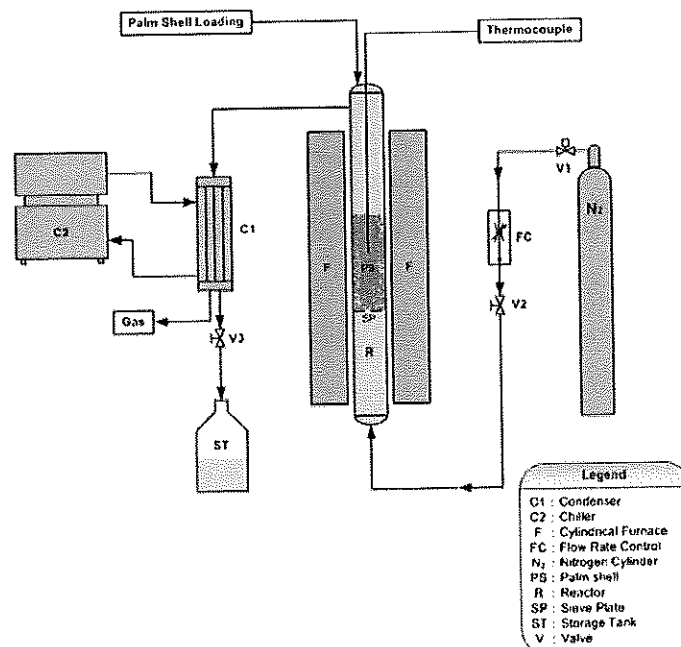 Palm Shell Loading
Thermocouple
V1
N₂
C2
C1
F
PS
F
FC
SP
V2
Gas
V3
R
ST
Legend
C1 : Condenser
C2 : Chiller
F : Cylindrical Furnace
FC : Flow Rate Control
N₂ : Nitrogen Cylinder
PS : Palm shell
R : Reactor
SP : Sieve Plate
ST : Storage Tank
V : Valve